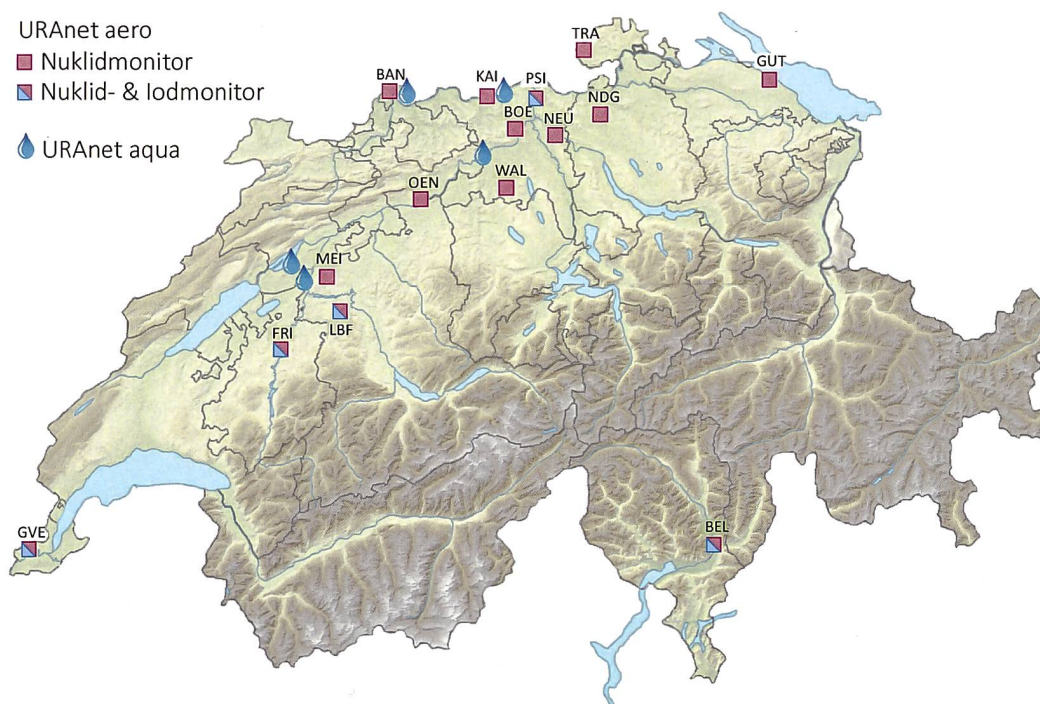 URAnet aero
Nuklidmonitor
Nuklid- & Iodmonitor
URAnet aqua
TRA
GUT
BAN
KAI
PSI
NDG
BOE
NEU
WAL
OEN
MEI
LBF
FRI
GVE
BEL